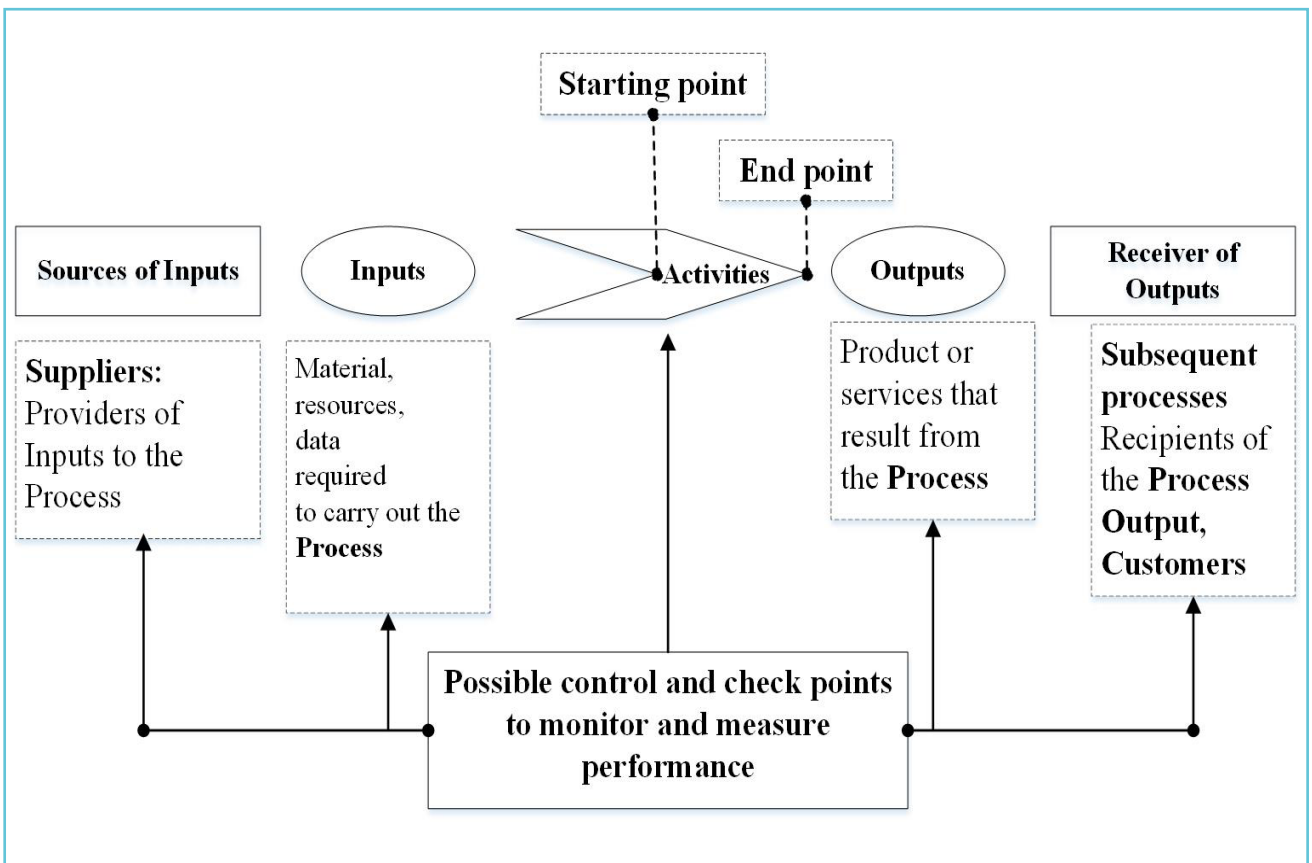 Starting point
End point
Sources of Inputs
Inputs
Activities
Outputs
Receiver of
Outputs
Suppliers:
Providers of
Inputs to the
Process
Material,
resources,
data
required
to carry out the
Process
Product or
services that
result from
the Process
Subsequent
processes
Recipients of
the Process
Output,
Customers
Possible control and check points
to monitor and measure
performance